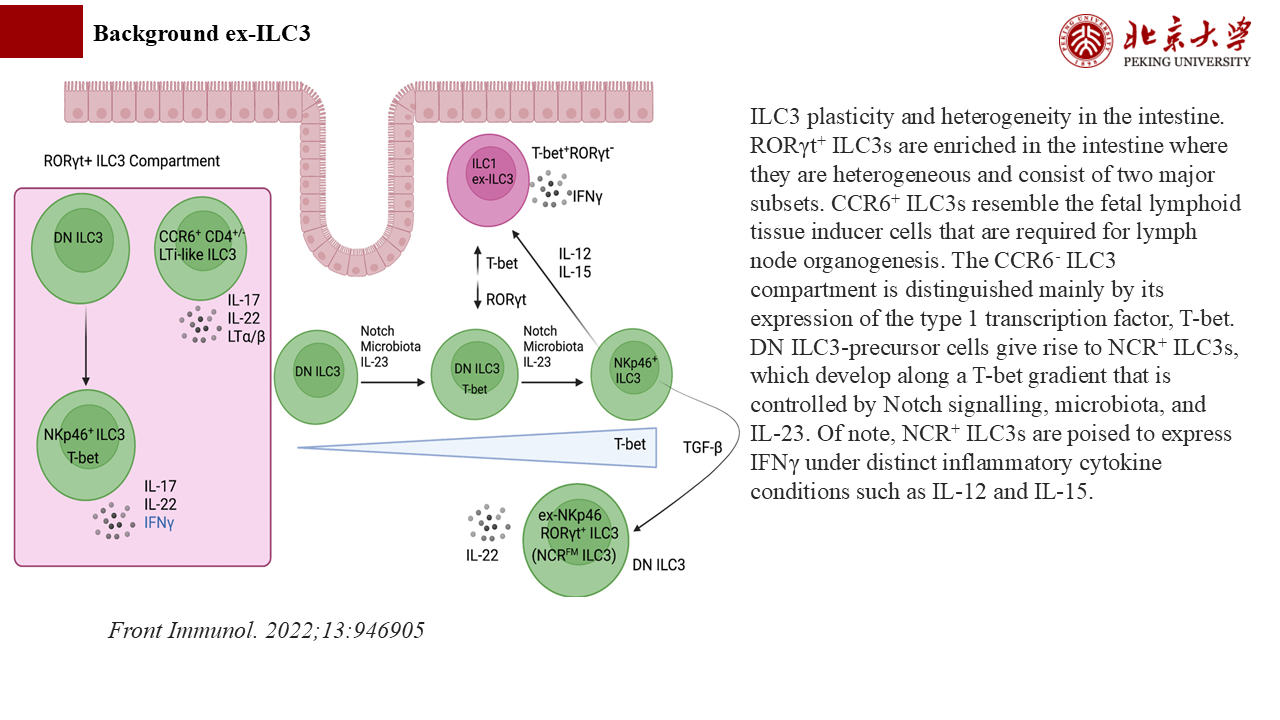 Background ex-ILC3
北京大学
PEKING UNIVERSITY
PEKING UNIVERSITY
1898
RORγt+ ILC3 Compartment
DN ILC3
CCR6⁺ CD4⁺/⁻
LTi-like ILC3
IL-17
IL-22
LTα/β
NKp46⁺ ILC3
T-bet
IL-17
IL-22
IFNγ
ILC1
ex-ILC3
T-bet⁺RORγt⁻
IFNγ
T-bet
RORγt
IL-12
IL-15
DN ILC3
Notch
Microbiota
IL-23
DN ILC3
T-bet
Notch
Microbiota
IL-23
NKp46⁺
ILC3
T-bet
TGF-β
ex-NKp46
RORγt⁺ ILC3
(NCRᶠᴹ ILC3)
IL-22
DN ILC3
Front Immunol. 2022;13:946905
ILC3 plasticity and heterogeneity in the intestine.
RORγt⁺ ILC3s are enriched in the intestine where
they are heterogeneous and consist of two major
subsets. CCR6⁺ ILC3s resemble the fetal lymphoid
tissue inducer cells that are required for lymph
node organogenesis. The CCR6⁻ ILC3
compartment is distinguished mainly by its
expression of the type 1 transcription factor, T-bet.
DN ILC3-precursor cells give rise to NCR⁺ ILC3s,
which develop along a T-bet gradient that is
controlled by Notch signalling, microbiota, and
IL-23. Of note, NCR⁺ ILC3s are poised to express
IFNγ under distinct inflammatory cytokine
conditions such as IL-12 and IL-15.